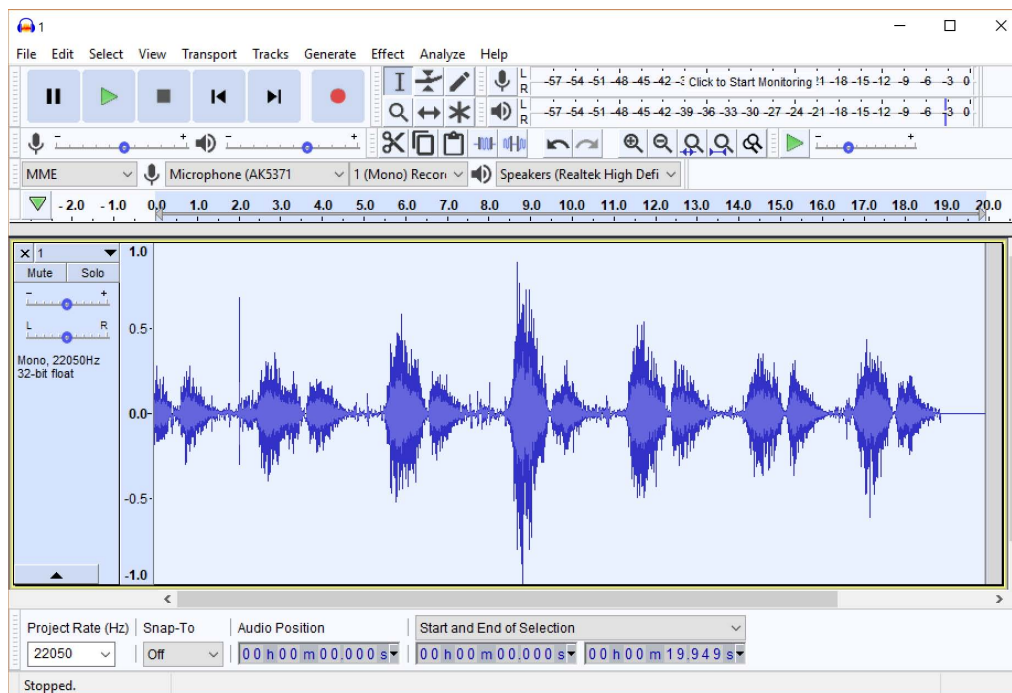 1
File Edit Select View Transport Tracks Generate Effect Analyze Help
L -57 -54 -51 -48 -45 -42 -3 Click to Start Monitoring !1 -18 -15 -12 -9 -6 -3 0
R
L -57 -54 -51 -48 -45 -42 -39 -36 -33 -30 -27 -24 -21 -18 -15 -12 -9 -6 -3 0
R
- + - +
- +
MME Microphone (AK5371 1 (Mono) Recor Speakers (Realtek High Defi
- 2.0 - 1.0 0.0 1.0 2.0 3.0 4.0 5.0 6.0 7.0 8.0 9.0 10.0 11.0 12.0 13.0 14.0 15.0 16.0 17.0 18.0 19.0 20.0
1
Mute Solo
- +
L R
Mono, 22050Hz
32-bit float
1.0
0.5-
0.0-
-0.5-
-1.0
Project Rate (Hz) Snap-To Audio Position Start and End of Selection
22050 Off 00 h 00 m 00.000 s 00 h 00 m 00.000 s 00 h 00 m 19.949 s
Stopped.